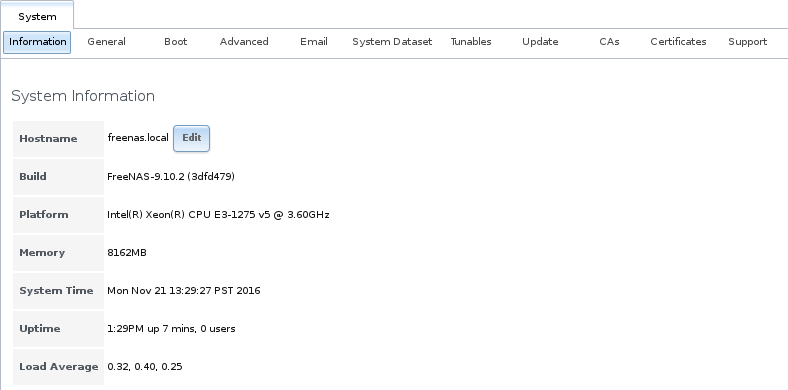 System
Information General Boot Advanced Email System Dataset Tunables Update CAs Certificates Support
System Information
Hostname freenas.local Edit
Build FreeNAS-9.10.2 (3dfd479)
Platform Intel(R) Xeon(R) CPU E3-1275 v5 @ 3.60GHz
Memory 8162MB
System Time Mon Nov 21 13:29:27 PST 2016
Uptime 1:29PM up 7 mins, 0 users
Load Average 0.32, 0.40, 0.25